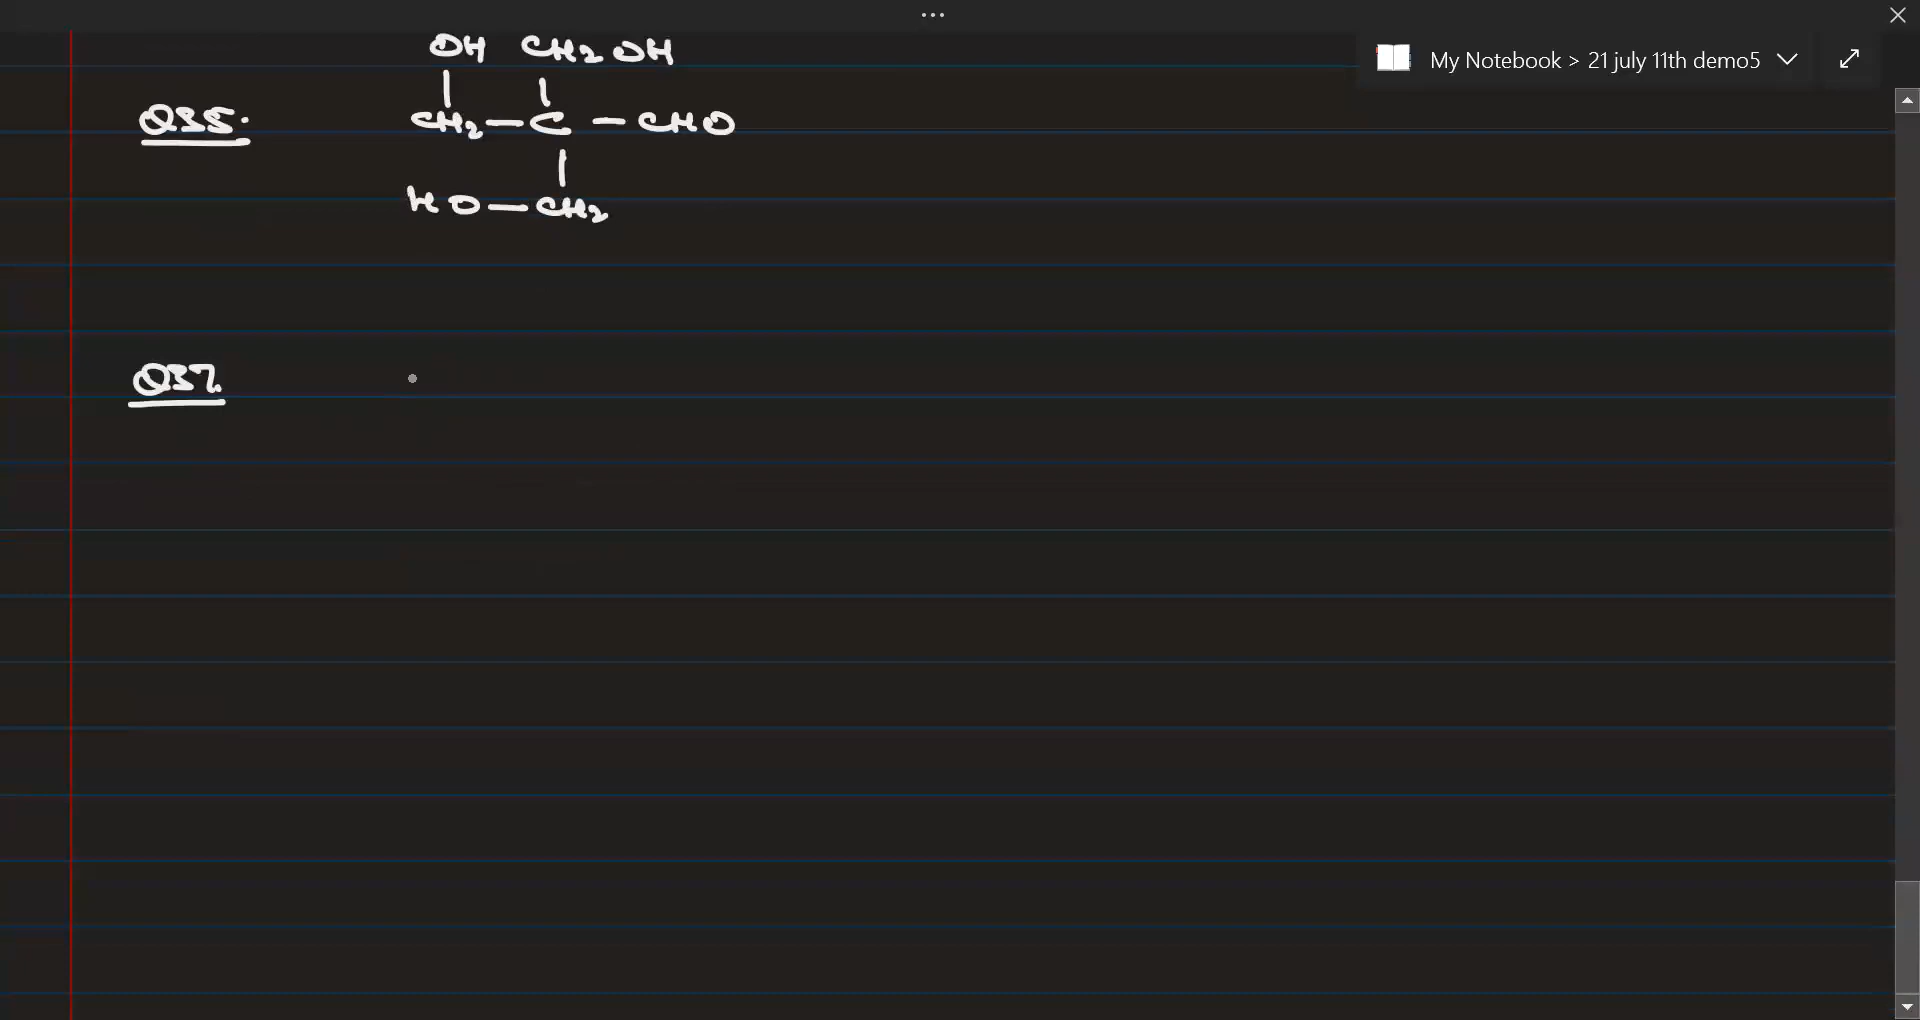 OH CH2OH
My Notebook > 21 july 11th demo5
Q35. CH2-C-CHO
HO-CH2
Q37.